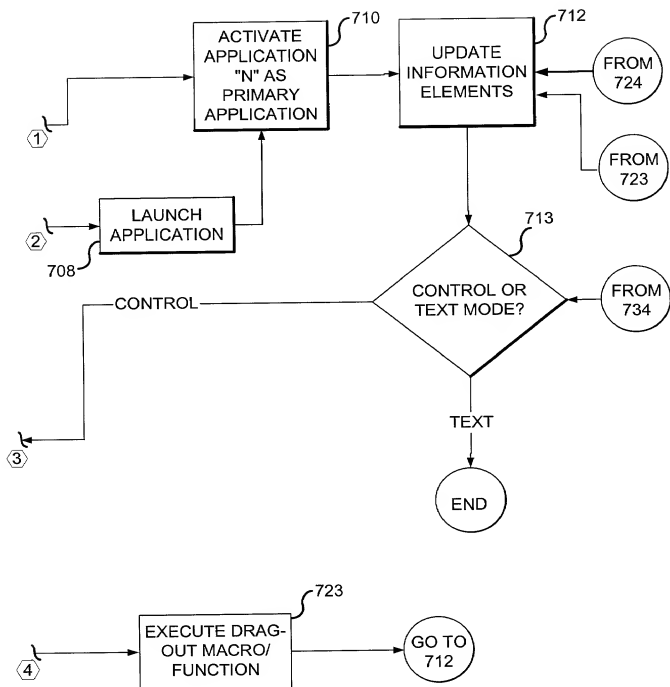 710
ACTIVATE
APPLICATION
"N" AS
PRIMARY
APPLICATION
712
UPDATE
INFORMATION
ELEMENTS
FROM
724
1
FROM
723
2
LAUNCH
APPLICATION
708
713
CONTROL OR
TEXT MODE?
FROM
734
CONTROL
TEXT
3
END
723
EXECUTE DRAG-
OUT MACRO/
FUNCTION
4
GO TO
712